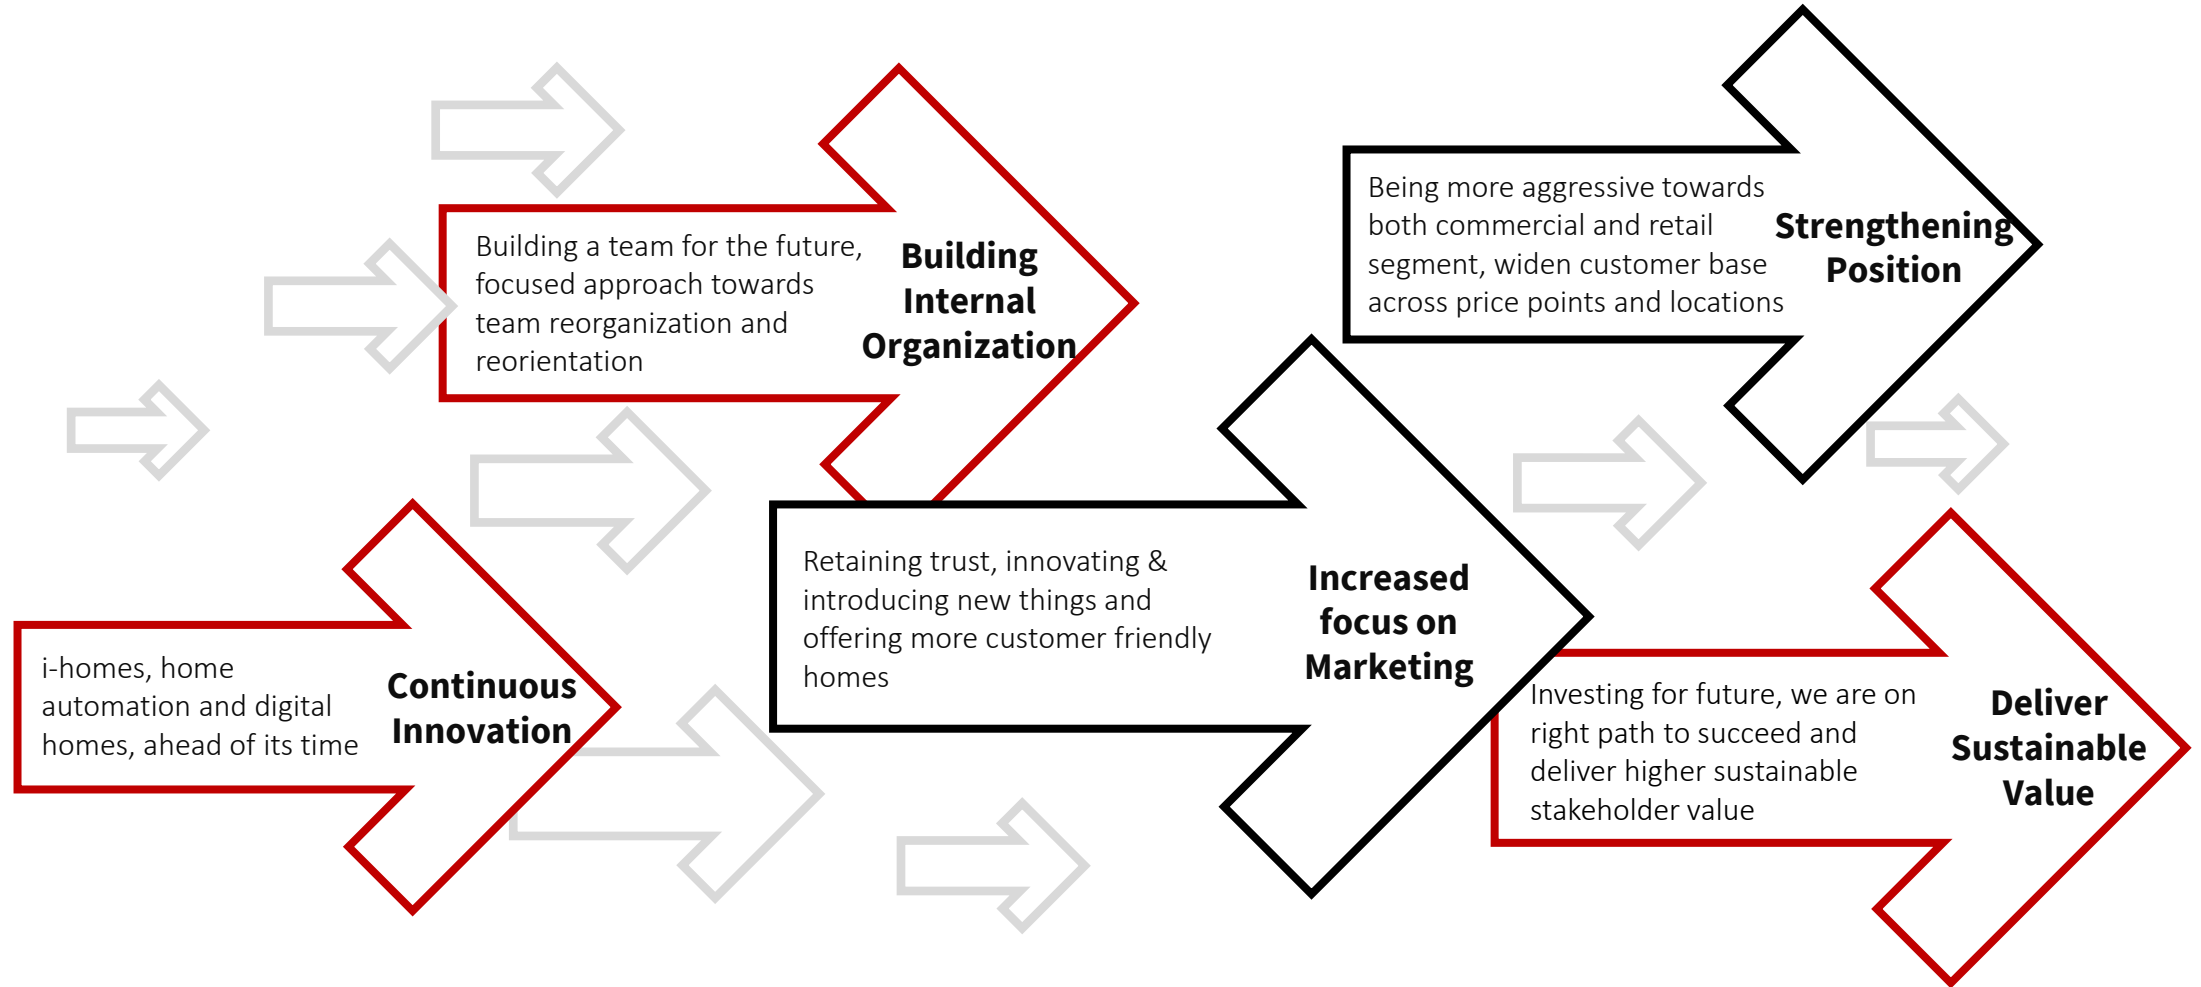 Building a team for the future,
focused approach towards
team reorganization and
reorientation
Building
Internal
Organization
Being more aggressive towards
both commercial and retail
segment, widen customer base
across price points and locations
Strengthening
Position
i-homes, home
automation and digital
homes, ahead of its time
Continuous
Innovation
Retaining trust, innovating &
introducing new things and
offering more customer friendly
homes
Increased
focus on
Marketing
Investing for future, we are on
right path to succeed and
deliver higher sustainable
stakeholder value
Deliver
Sustainable
Value